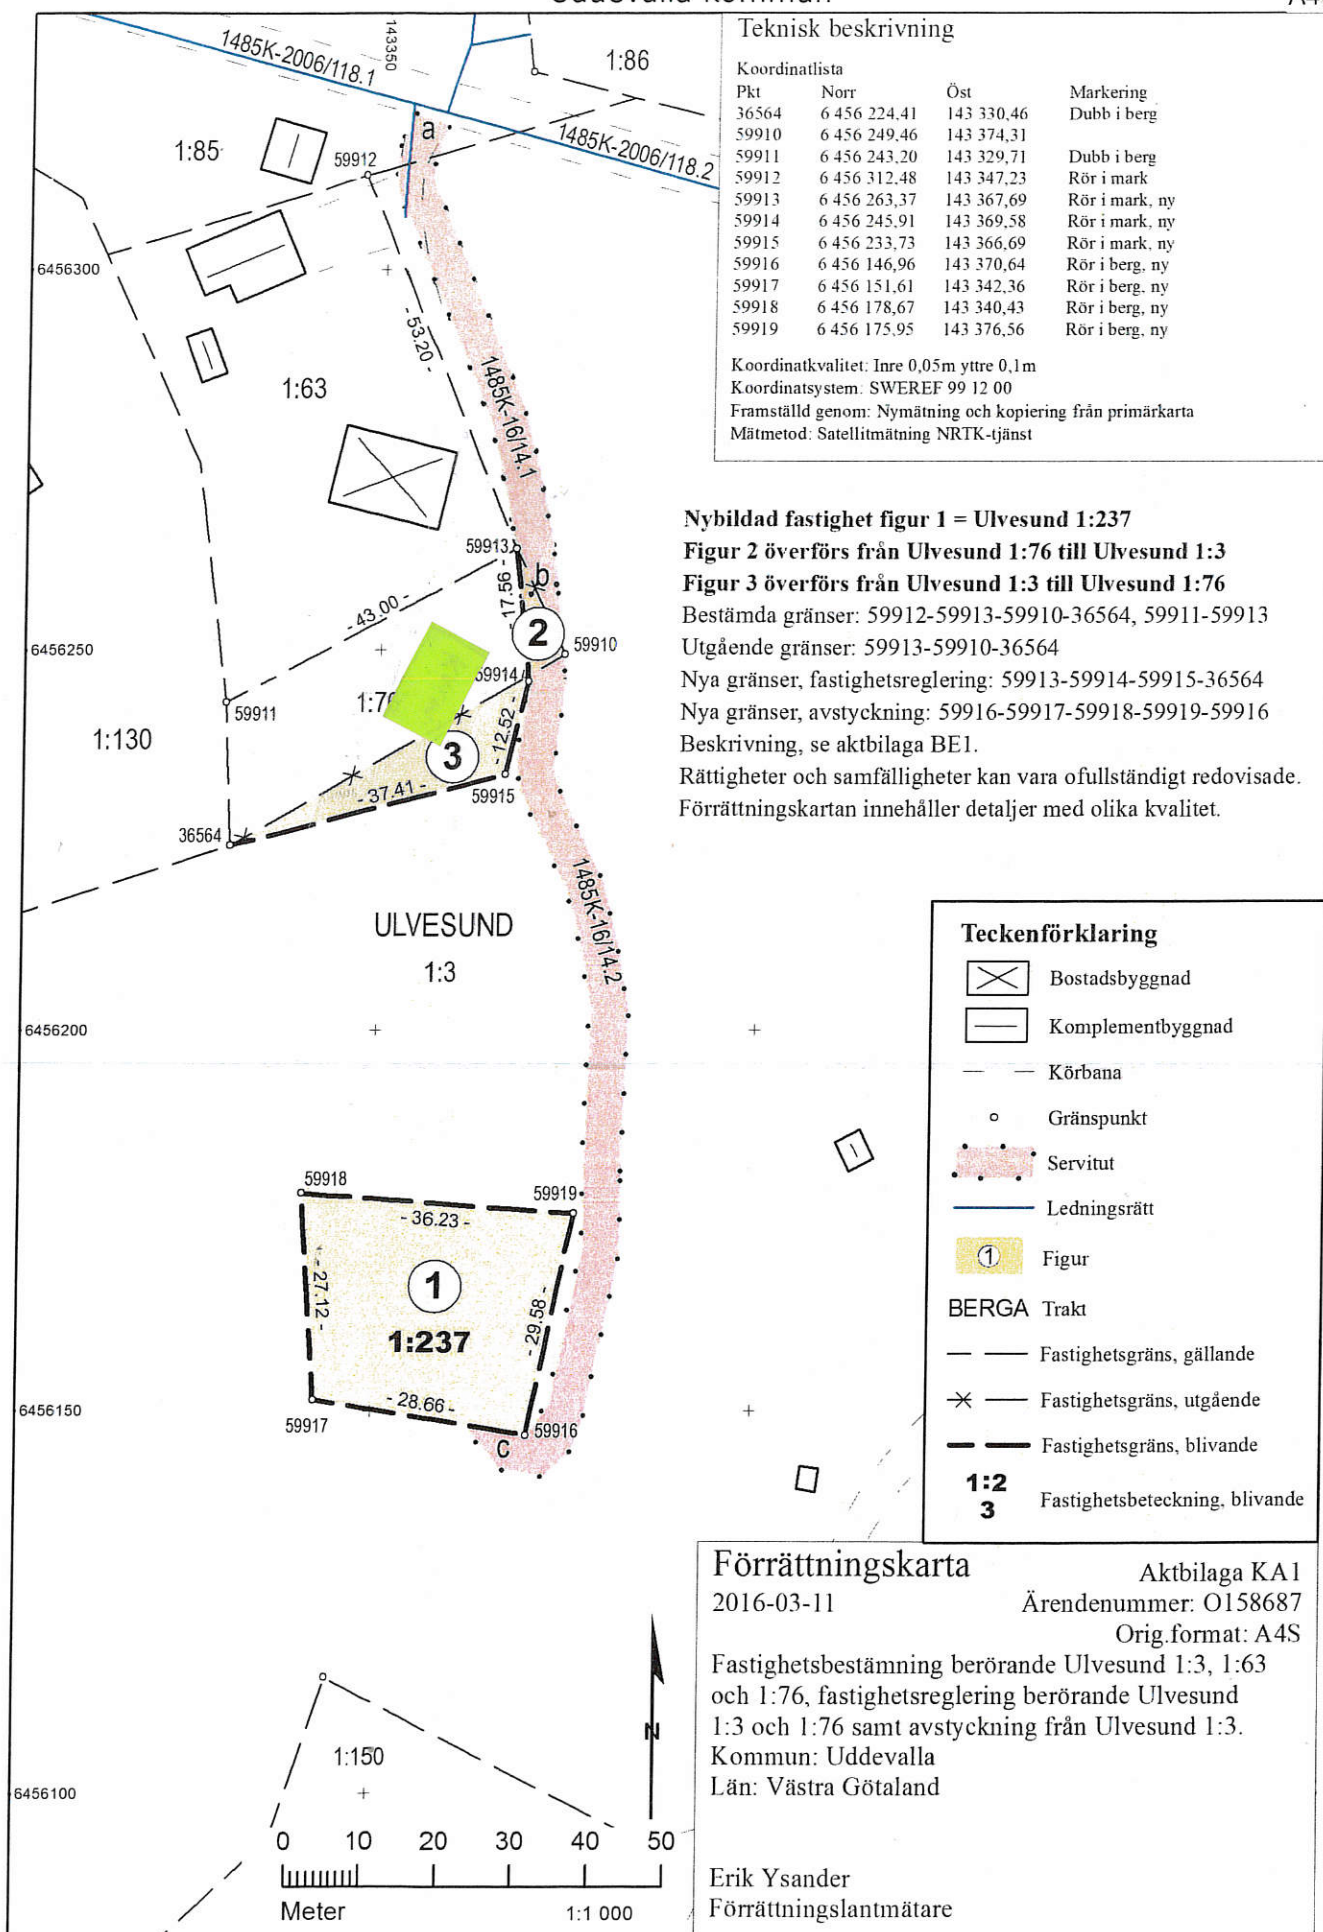 Teknisk beskrivning
Koordinatlista
Pkt Norr Öst Markering
36564 6 456 224,41 143 330,46 Dubb i berg
59910 6 456 249,46 143 374,31
59911 6 456 243,20 143 329,71 Dubb i berg
59912 6 456 312,48 143 347,23 Rör i mark
59913 6 456 263,37 143 367,69 Rör i mark, ny
59914 6 456 245,91 143 369,58 Rör i mark, ny
59915 6 456 233,73 143 366,69 Rör i mark, ny
59916 6 456 146,96 143 370,64 Rör i berg, ny
59917 6 456 151,61 143 342,36 Rör i berg, ny
59918 6 456 178,67 143 340,43 Rör i berg, ny
59919 6 456 175,95 143 376,56 Rör i berg, ny
Koordinatkvalitet: Inre 0,05m yttre 0,1m
Koordinatsystem: SWEREF 99 12 00
Framställd genom: Nymätning och kopiering från primärkarta
Mätmetod: Satellitmätning NRTK-tjänst
143350
1485K-2006/118.1
1:86
a
1:85
1485K-2006/118.2
59912
6456300
- 53.20 -
1485K-16/14.1
1:63
Nybildad fastighet figur 1 = Ulvesund 1:237
Figur 2 överförs från Ulvesund 1:76 till Ulvesund 1:3
Figur 3 överförs från Ulvesund 1:3 till Ulvesund 1:76
Bestämda gränser: 59912-59913-59910-36564, 59911-59913
Utgående gränser: 59913-59910-36564
Nya gränser, fastighetsreglering: 59913-59914-59915-36564
Nya gränser, avstyckning: 59916-59917-59918-59919-59916
Beskrivning, se aktbilaga BE1.
Rättigheter och samfälligheter kan vara ofullständigt redovisade.
Förrättningskartan innehåller detaljer med olika kvalitet.
59913
b
- 17.56 -
- 43.00 -
2
6456250
59910
59914
1:7
59911
1:130
- 12.52 -
3
- 37.41 -
59915
36564
1485K-16/14.2
ULVESUND
1:3
6456200
59918
59919
- 36.23 -
- 27.12 -
1
- 29.58 -
1:237
- 28.66 -
6456150
59917
59916
c
Teckenförklaring
Bostadsbyggnad
Komplementbyggnad
Körbana
Gränspunkt
Servitut
Ledningsrätt
1 Figur
BERGA Trakt
Fastighetsgräns, gällande
Fastighetsgräns, utgående
Fastighetsgräns, blivande
1:2
3 Fastighetsbeteckning, blivande
1:150
6456100
N
0 10 20 30 40 50
Meter 1:1 000
Förrättningskarta Aktbilaga KA1
2016-03-11 Ärendenummer: O158687
Orig.format: A4S
Fastighetsbestämning berörande Ulvesund 1:3, 1:63
och 1:76, fastighetsreglering berörande Ulvesund
1:3 och 1:76 samt avstyckning från Ulvesund 1:3.
Kommun: Uddevalla
Län: Västra Götaland
Erik Ysander
Förrättningslantmätare